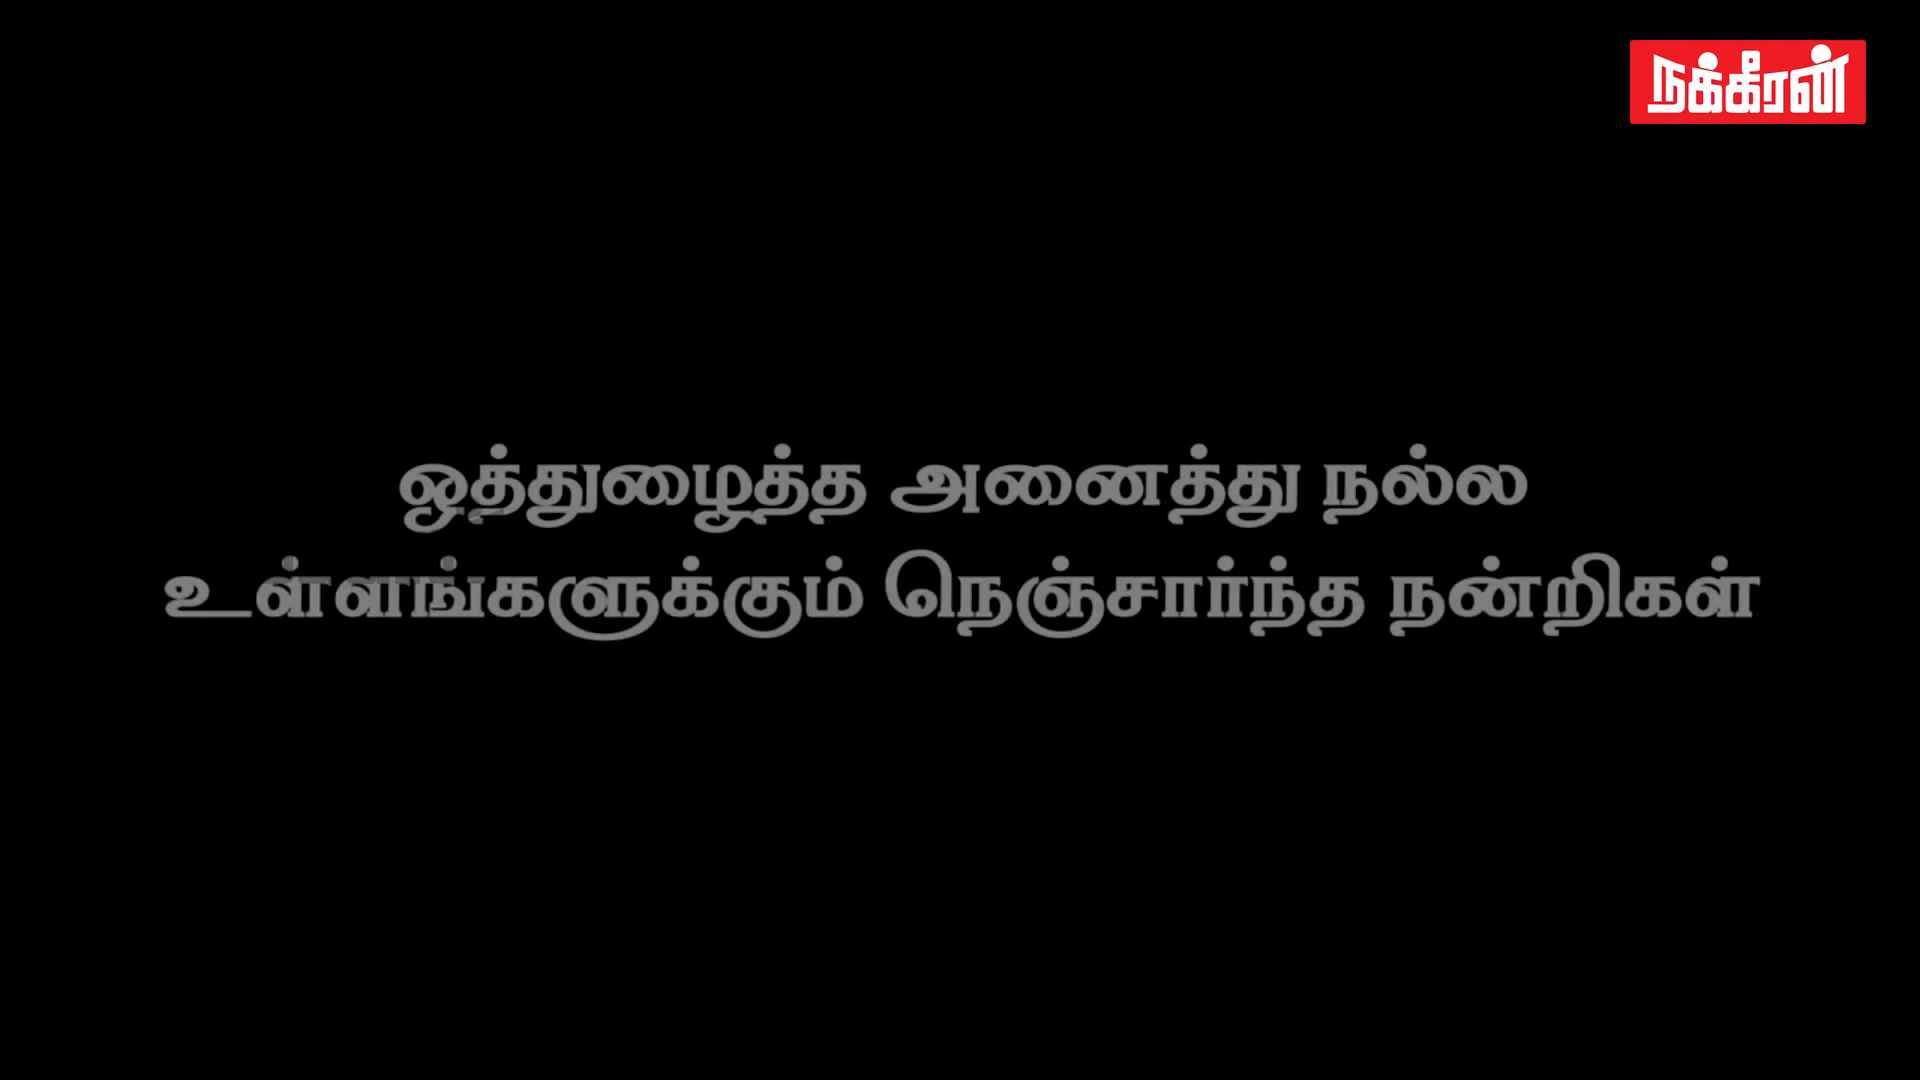 நக்கீரன்
ஒத்துழைத்த அனைத்து நல்ல
உள்ளங்களுக்கும் நெஞ்சார்ந்த நன்றிகள்